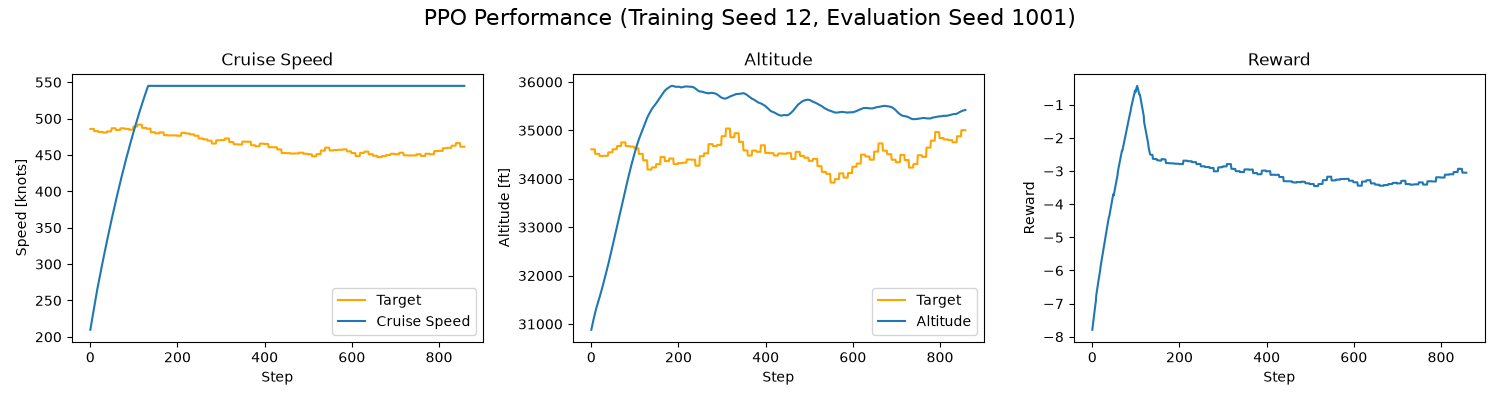 PPO Performance (Training Seed 12, Evaluation Seed 1001)
Cruise Speed
Speed [knots]
550
500
450
400
350
300
250
200
0
200
400
600
800
Step
Target
Cruise Speed
Altitude
Altitude [ft]
36000
35000
34000
33000
32000
31000
0
200
400
600
800
Step
Target
Altitude
Reward
Reward
−1
−2
−3
−4
−5
−6
−7
−8
0
200
400
600
800
Step